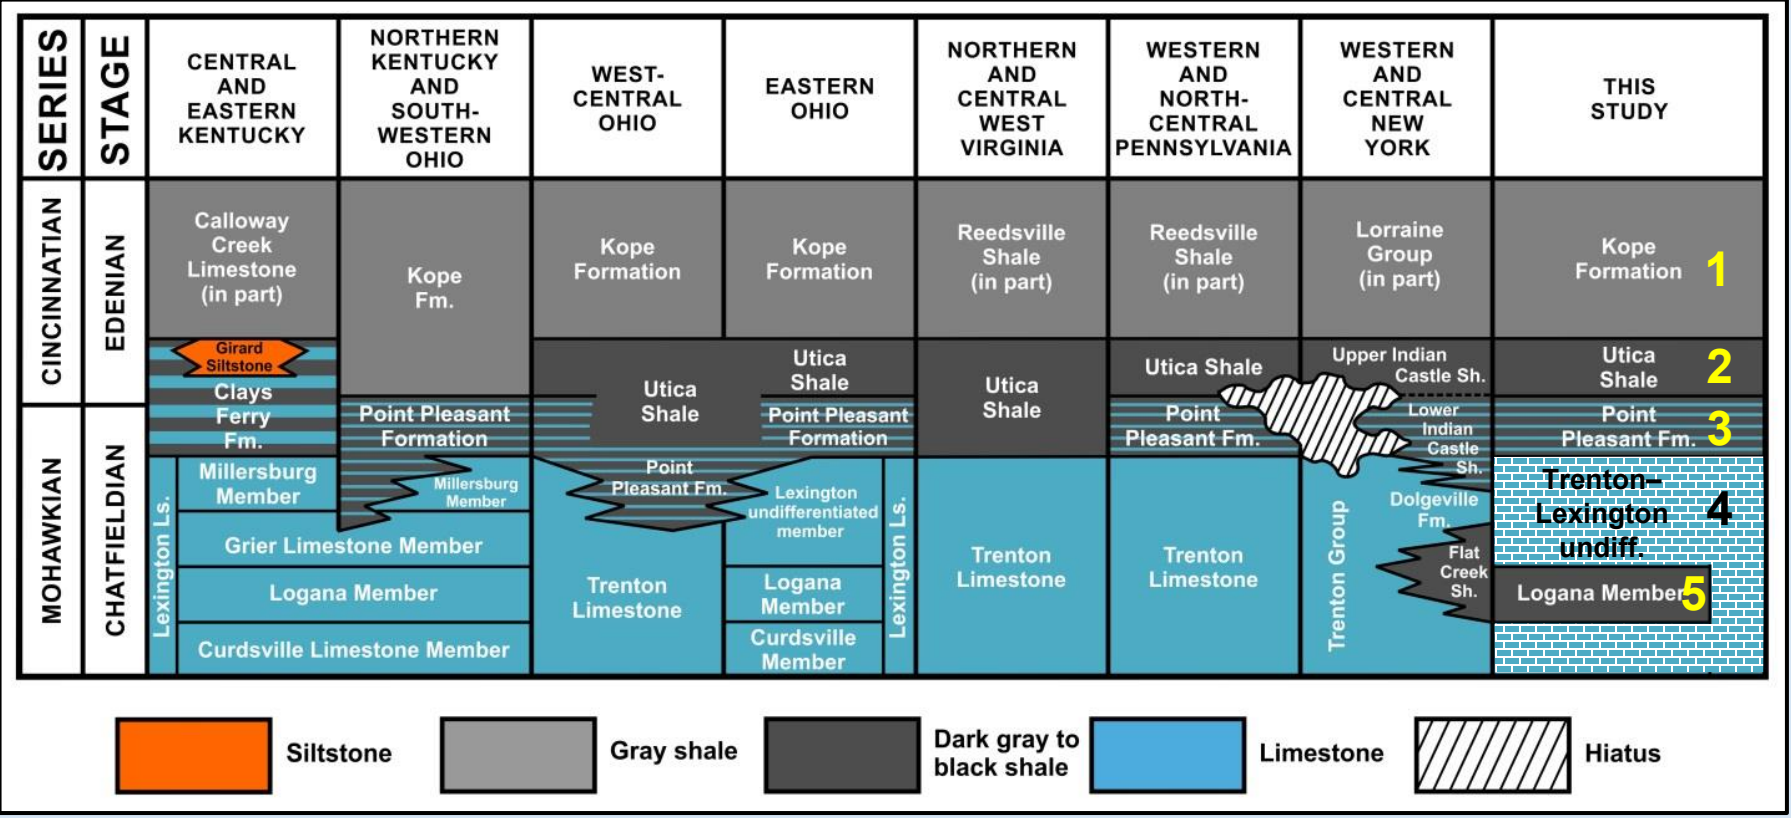 SERIES
STAGE
CENTRAL
AND
EASTERN
KENTUCKY
NORTHERN
KENTUCKY
AND
SOUTH-
WESTERN
OHIO
WEST-
CENTRAL
OHIO
EASTERN
OHIO
NORTHERN
AND
CENTRAL
WEST
VIRGINIA
WESTERN
AND
NORTH-
CENTRAL
PENNSYLVANIA
WESTERN
AND
CENTRAL
NEW
YORK
THIS
STUDY
CINCINNATIAN
EDENIAN
MOHAWKIAN
CHATFIELDIAN
Calloway
Creek
Limestone
(in part)
Girard
Siltstone
Clays
Ferry
Fm.
Lexington Ls.
Millersburg
Member
Grier Limestone Member
Logana Member
Curdsville Limestone Member
Kope
Fm.
Point Pleasant
Formation
Millersburg
Member
Kope
Formation
Utica
Shale
Point
Pleasant Fm.
Trenton
Limestone
Kope
Formation
Utica
Shale
Point Pleasant
Formation
Lexington
undifferentiated
member
Logana
Member
Curdsville
Member
Lexington Ls.
Reedsville
Shale
(in part)
Utica
Shale
Trenton
Limestone
Reedsville
Shale
(in part)
Utica Shale
Point
Pleasant Fm.
Trenton
Limestone
Lorraine
Group
(in part)
Upper Indian
Castle Sh.
Lower
Indian
Castle
Sh.
Dolgeville
Fm.
Flat
Creek
Sh.
Trenton Group
Kope
Formation 1
Utica
Shale 2
Point
Pleasant Fm. 3
Trenton–
Lexington 4
undiff.
Logana Member 5
Siltstone
Gray shale
Dark gray to
black shale
Limestone
Hiatus